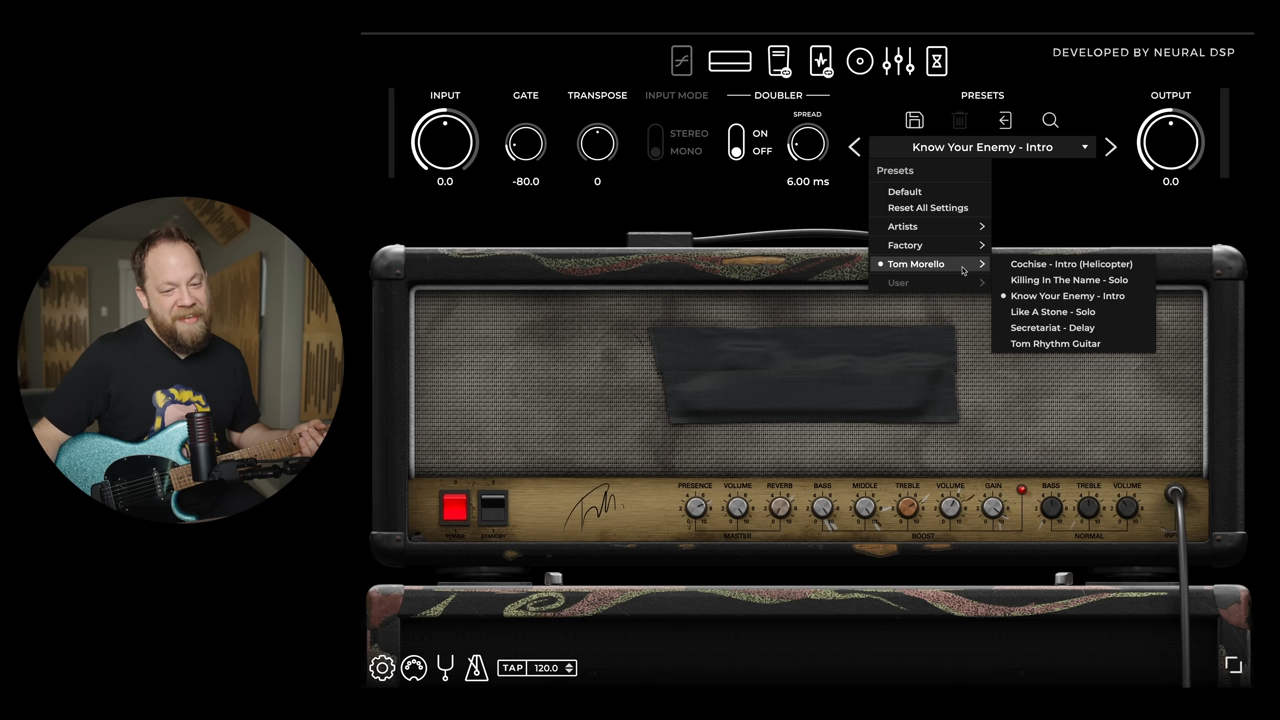 DEVELOPED BY NEURAL DSP
INPUT
GATE
TRANSPOSE
INPUT MODE
DOUBLER
PRESETS
OUTPUT
STEREO
MONO
ON
OFF
SPREAD
Know Your Enemy - Intro
0.0
-80.0
0
6.00 ms
0.0
Presets
Default
Reset All Settings
Artists
Factory
Tom Morello
User
Cochise - Intro (Helicopter)
Killing In The Name - Solo
Know Your Enemy - Intro
Like A Stone - Solo
Secretariat - Delay
Tom Rhythm Guitar
PRESENCE
VOLUME
REVERB
BASS
MIDDLE
TREBLE
VOLUME
GAIN
BASS
TREBLE
VOLUME
POWER
STANDBY
MASTER
BOOST
NORMAL
TAP 120.0